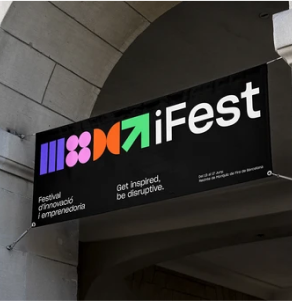 iFest
Festival
d'innovació
i emprenedoria
Get inspired,
be disruptive.